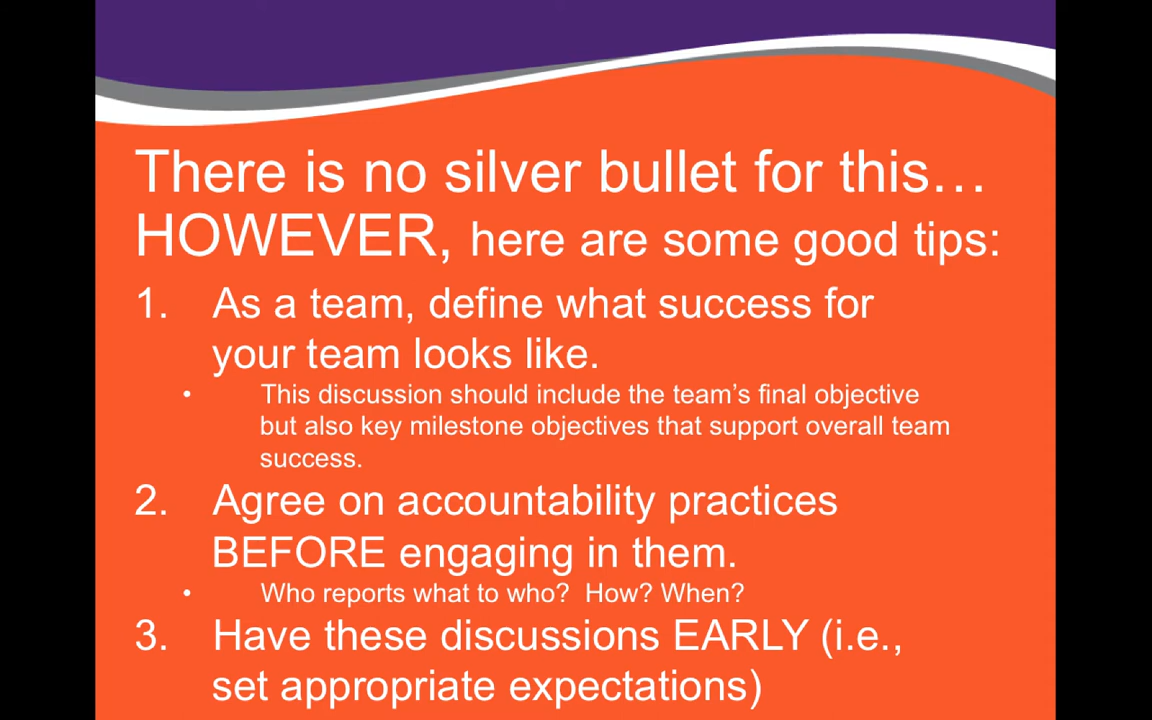 There is no silver bullet for this…
HOWEVER, here are some good tips:
1. As a team, define what success for
your team looks like.
• This discussion should include the team’s final objective
but also key milestone objectives that support overall team
success.
2. Agree on accountability practices
BEFORE engaging in them.
• Who reports what to who?  How? When?
3. Have these discussions EARLY (i.e.,
set appropriate expectations)